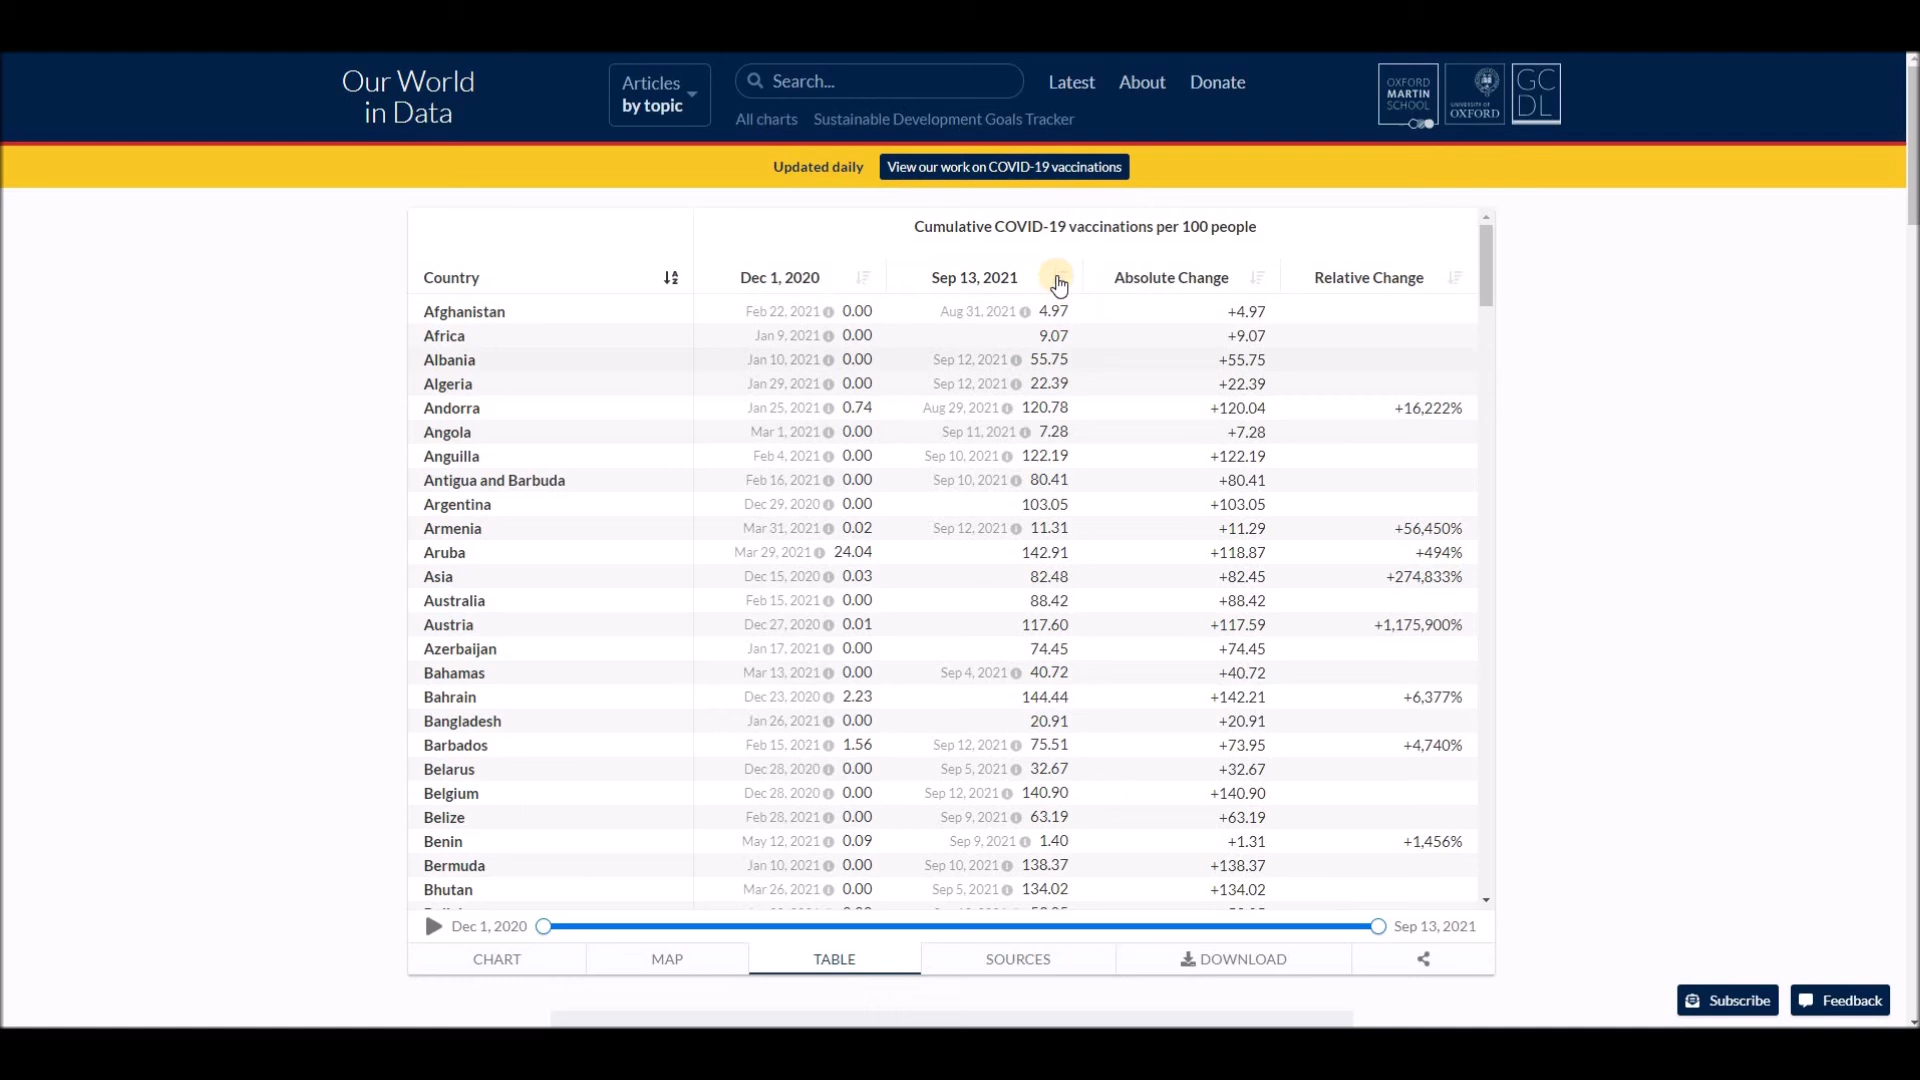 Our World
in Data
Articles
by topic
Search...
Latest
About
Donate
All charts
Sustainable Development Goals Tracker
OXFORD
MARTIN
SCHOOL
UNIVERSITY OF
OXFORD
GC
DL
Updated daily
View our work on COVID-19 vaccinations
Cumulative COVID-19 vaccinations per 100 people
Country Dec 1, 2020 Sep 13, 2021 Absolute Change Relative Change
Afghanistan Feb 22, 2021 0.00 Aug 31, 2021 4.97 +4.97
Africa Jan 9, 2021 0.00 9.07 +9.07
Albania Jan 10, 2021 0.00 Sep 12, 2021 55.75 +55.75
Algeria Jan 29, 2021 0.00 Sep 12, 2021 22.39 +22.39
Andorra Jan 25, 2021 0.74 Aug 29, 2021 120.78 +120.04 +16,222%
Angola Mar 1, 2021 0.00 Sep 11, 2021 7.28 +7.28
Anguilla Feb 4, 2021 0.00 Sep 10, 2021 122.19 +122.19
Antigua and Barbuda Feb 16, 2021 0.00 Sep 10, 2021 80.41 +80.41
Argentina Dec 29, 2020 0.00 103.05 +103.05
Armenia Mar 31, 2021 0.02 Sep 12, 2021 11.31 +11.29 +56,450%
Aruba Mar 29, 2021 24.04 142.91 +118.87 +494%
Asia Dec 15, 2020 0.03 82.48 +82.45 +274,833%
Australia Feb 15, 2021 0.00 88.42 +88.42
Austria Dec 27, 2020 0.01 117.60 +117.59 +1,175,900%
Azerbaijan Jan 17, 2021 0.00 74.45 +74.45
Bahamas Mar 13, 2021 0.00 Sep 4, 2021 40.72 +40.72
Bahrain Dec 23, 2020 2.23 144.44 +142.21 +6,377%
Bangladesh Jan 26, 2021 0.00 20.91 +20.91
Barbados Feb 15, 2021 1.56 Sep 12, 2021 75.51 +73.95 +4,740%
Belarus Dec 28, 2020 0.00 Sep 5, 2021 32.67 +32.67
Belgium Dec 28, 2020 0.00 Sep 12, 2021 140.90 +140.90
Belize Feb 28, 2021 0.00 Sep 9, 2021 63.19 +63.19
Benin May 12, 2021 0.09 Sep 9, 2021 1.40 +1.31 +1,456%
Bermuda Jan 10, 2021 0.00 Sep 10, 2021 138.37 +138.37
Bhutan Mar 26, 2021 0.00 Sep 5, 2021 134.02 +134.02
Dec 1, 2020 Sep 13, 2021
CHART MAP TABLE SOURCES DOWNLOAD
Subscribe Feedback